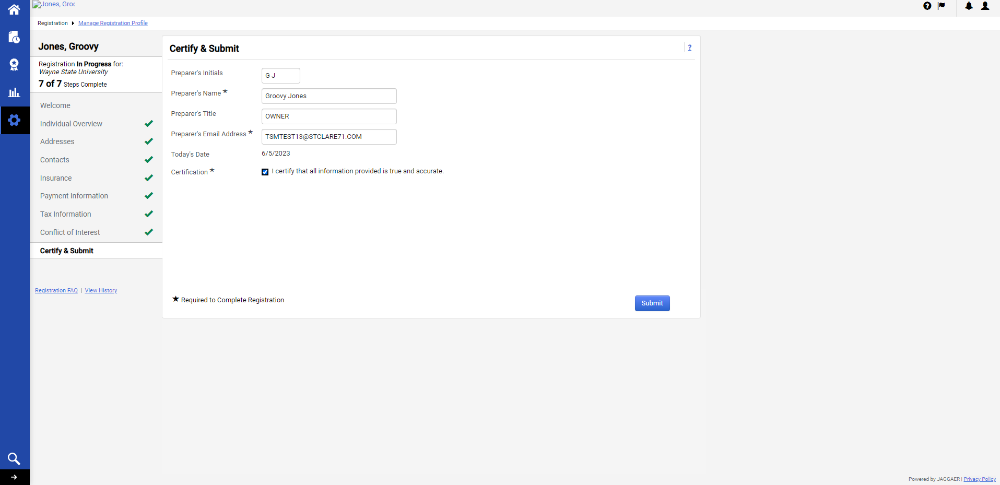 Jones, Groo
Registration Manage Registration Profile
Jones, Groovy
Registration In Progress for:
Wayne State University
7 of 7 Steps Complete
Welcome
Individual Overview
Addresses
Contacts
Insurance
Payment Information
Tax Information
Conflict of Interest
Certify & Submit
Registration FAQ | View History
Certify & Submit
?
Preparer's Initials
G J
Preparer's Name ★
Groovy Jones
Preparer's Title
OWNER
Preparer's Email Address ★
TSMTEST13@STCLARE71.COM
Today's Date
6/5/2023
Certification ★
I certify that all information provided is true and accurate.
★ Required to Complete Registration
Submit
Powered by JAGGAER | Privacy Policy